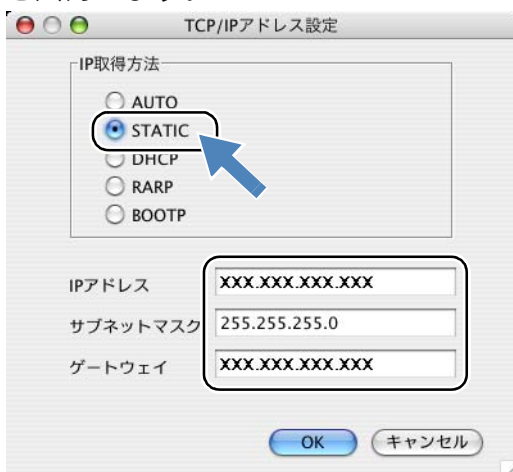 TCP/IPアドレス設定
IP取得方法
AUTO
STATIC
DHCP
RARP
BOOTP
IPアドレス XXX.XXX.XXX.XXX
サブネットマスク 255.255.255.0
ゲートウェイ XXX.XXX.XXX.XXX
OK キャンセル